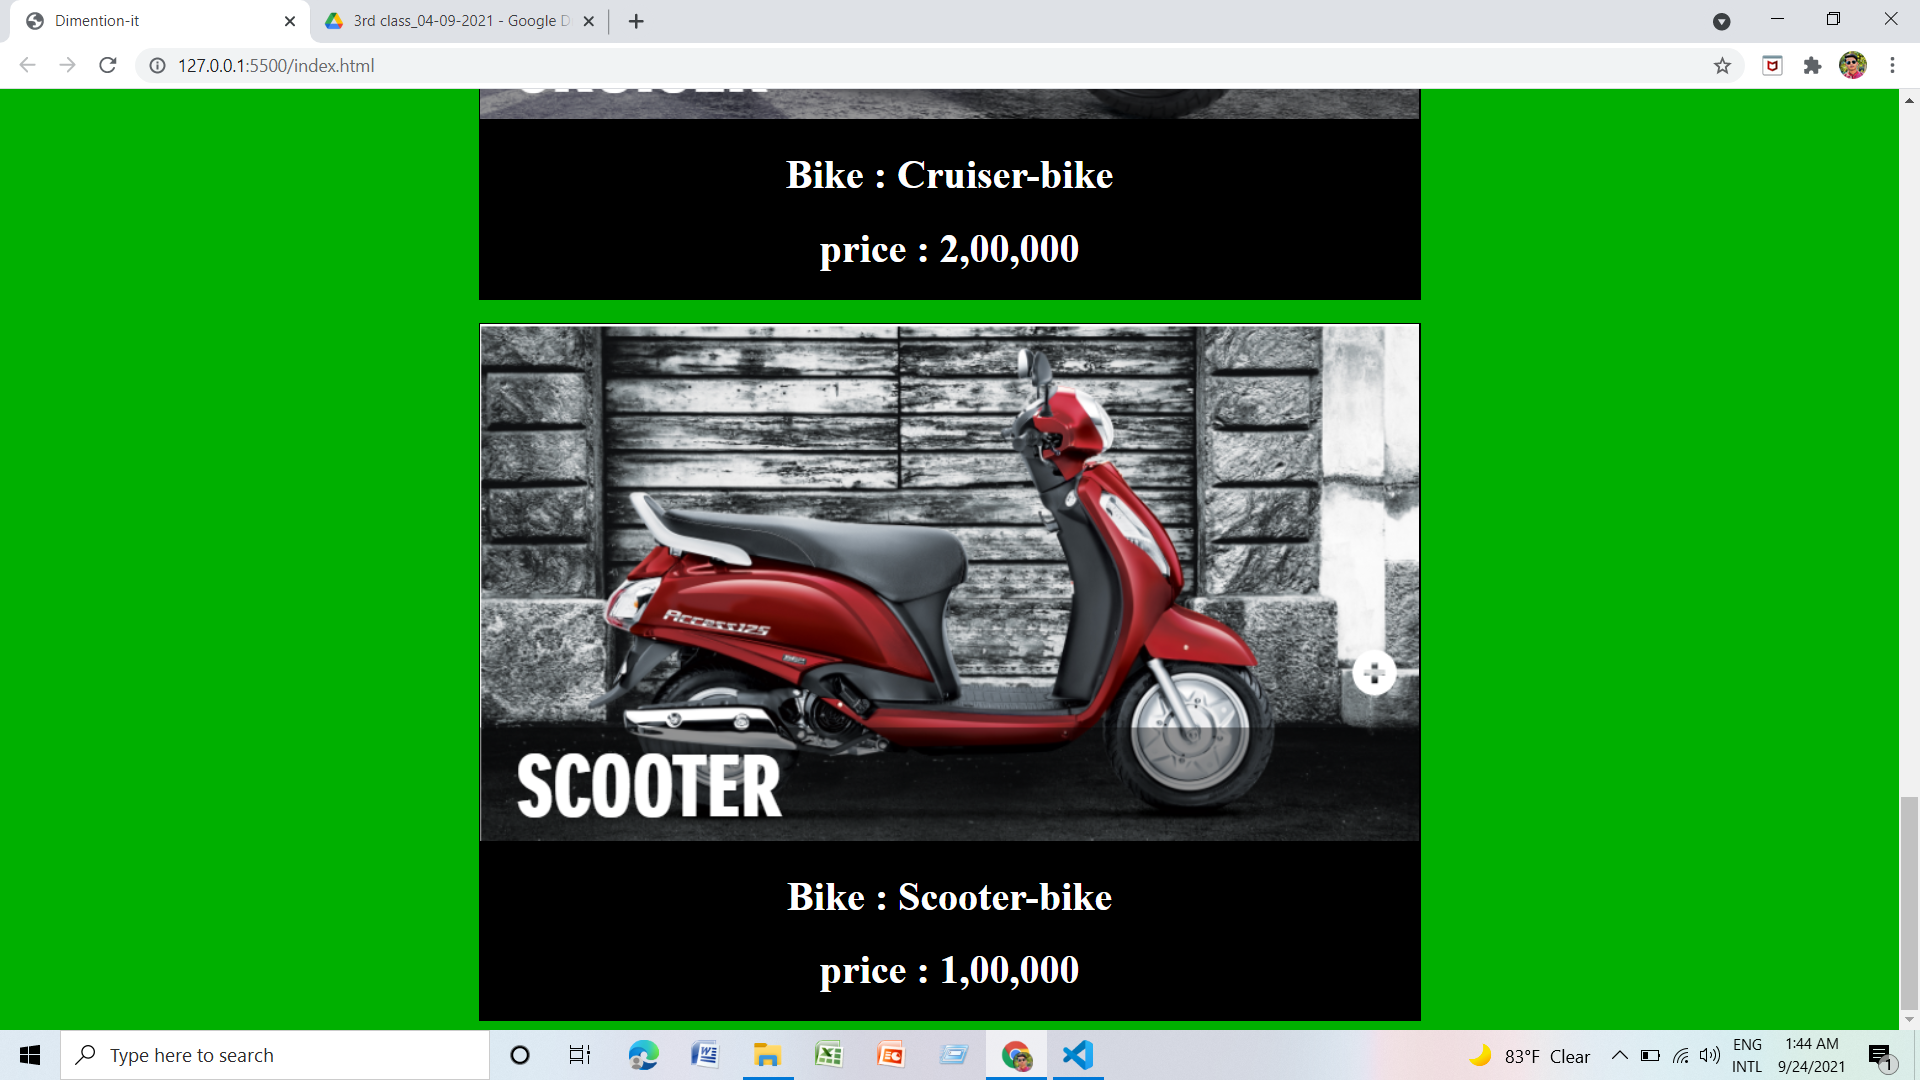 Dimention-it
3rd class_04-09-2021 - Google D
127.0.0.1:5500/index.html
Bike : Cruiser-bike
price : 2,00,000
Access125
SCOOTER
Bike : Scooter-bike
price : 1,00,000
Type here to search
83°F Clear
ENG
INTL
1:44 AM
9/24/2021
1